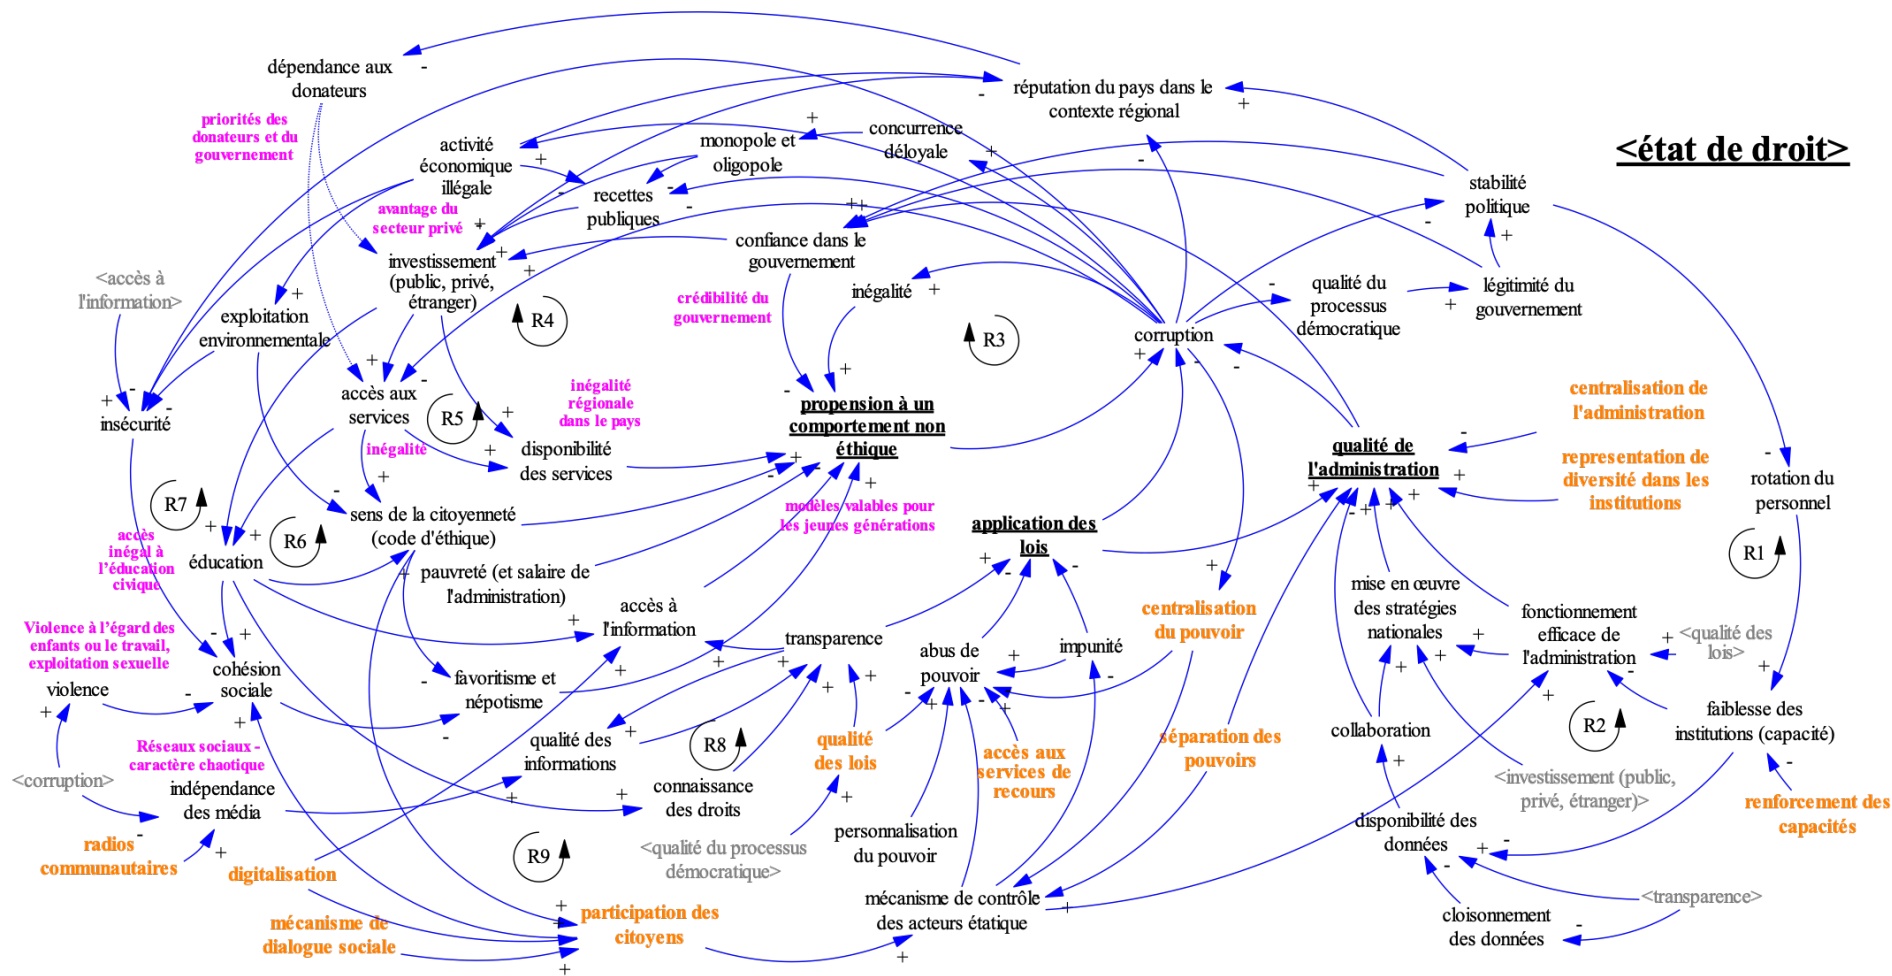 dépendance aux
donateurs
priorités des
donateurs et du
gouvernement
activité
économique
illégale
monopole et
oligopole
concurrence
déloyale
réputation du pays dans le
contexte régional
<état de droit>
recettes
publiques
stabilité
politique
avantage du
secteur privé
confiance dans le
gouvernement
investissement
(public, privé,
étranger)
<accès à
l'information>
inégalité
qualité du
processus
démocratique
légitimité du
gouvernement
crédibilité du
gouvernement
exploitation
environnementale
R4
R3
corruption
insécurité
accès aux
services
R5
inégalité
régionale
dans le pays
propension à un
comportement non
éthique
centralisation de
l'administration
inégalité
disponibilité
des services
qualité de
l'administration
representation de
diversité dans les
institutions
rotation du
personnel
R7
R6
sens de la citoyenneté
(code d'éthique)
modèles valables pour
les jeunes générations
application des
lois
accès
inégal à
l'éducation
civique
éducation
R1
pauvreté (et salaire de
l'administration)
accès à
l'information
transparence
abus de
pouvoir
impunité
centralisation
du pouvoir
mise en œuvre
des stratégies
nationales
fonctionnement
efficace de
l'administration
<qualité des
lois>
Violence à l'égard des
enfants ou le travail,
exploitation sexuelle
violence
cohésion
sociale
favoritisme et
népotisme
R8
R2
faiblesse des
institutions (capacité)
collaboration
Réseaux sociaux -
caractère chaotique
qualité des
informations
qualité
des lois
accès aux
services de
recours
séparation des
pouvoirs
<corruption>
indépendance
des média
connaissance
des droits
<investissement (public,
privé, étranger)>
renforcement des
capacités
radios
communautaires
personnalisation
du pouvoir
disponibilité des
données
R9
digitalisation
<qualité du processus
démocratique>
mécanisme de
dialogue sociale
participation des
citoyens
mécanisme de contrôle
des acteurs étatique
<transparence>
cloisonnement
des données